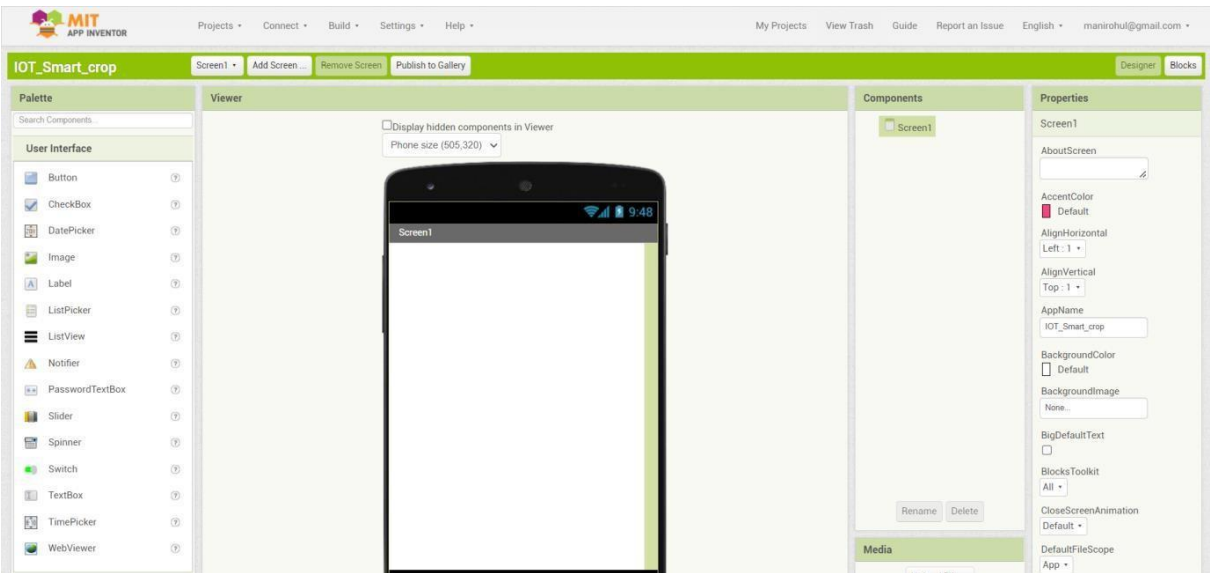 MIT
APP INVENTOR
Projects Connect Build Settings Help My Projects View Trash Guide Report an Issue English manirohul@gmail.com
IOT_Smart_crop Screen1 Add Screen ... Remove Screen Publish to Gallery Designer Blocks
Palette
Search Components...
User Interface
Button
CheckBox
DatePicker
Image
Label
ListPicker
ListView
Notifier
PasswordTextBox
Slider
Spinner
Switch
TextBox
TimePicker
WebViewer
Viewer
Display hidden components in Viewer
Phone size (505,320)
9:48
Screen1
Components
Screen1
Rename Delete
Media
Properties
Screen1
AboutScreen
AccentColor
Default
AlignHorizontal
Left : 1
AlignVertical
Top : 1
AppName
IOT_Smart_crop
BackgroundColor
Default
BackgroundImage
None...
BigDefaultText
BlocksToolkit
All
CloseScreenAnimation
Default
DefaultFileScope
App